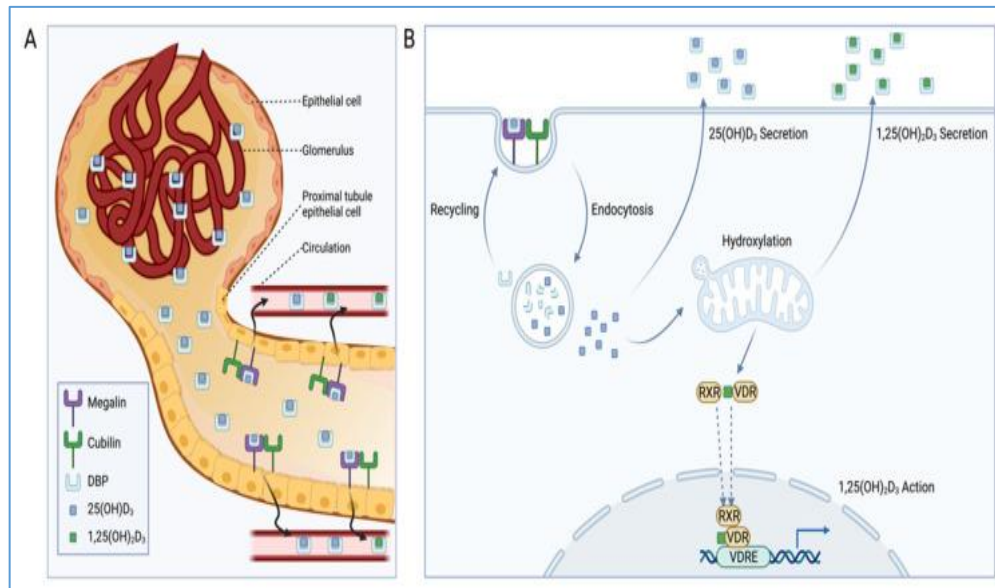 A
Epithelial cell
Glomerulus
Proximal tubule
epithelial cell
Circulation
Megalin
Cubilin
DBP
25(OH)D₃
1,25(OH)₂D₃
B
25(OH)D₃ Secretion
1,25(OH)₂D₃ Secretion
Recycling
Endocytosis
Hydroxylation
RXR
VDR
1,25(OH)₂D₃ Action
RXR
VDR
VDRE